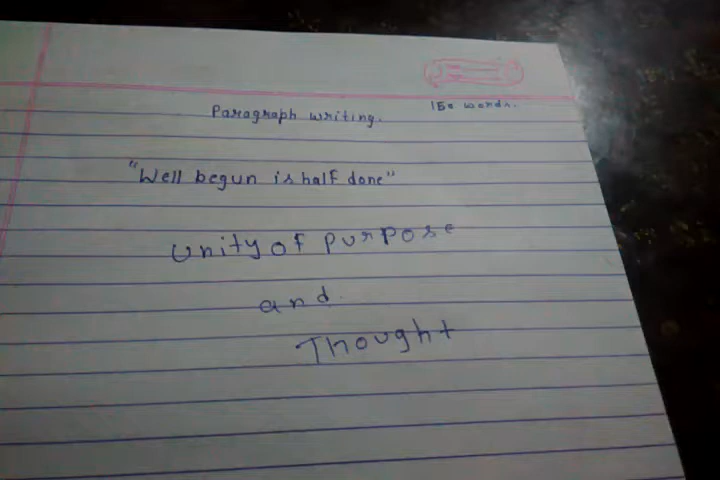 150 words.
Paragraph writing.
"Well begun is half done"
Unity of purpose
and
Thought